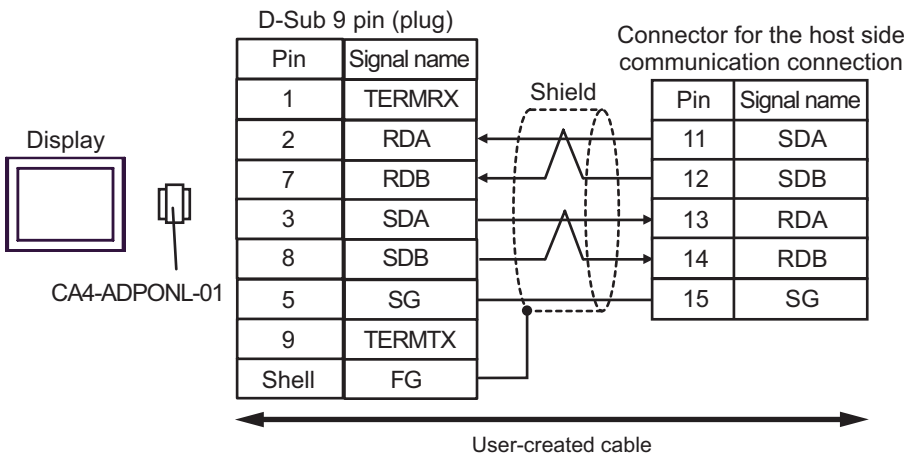 D-Sub 9 pin (plug)
Connector for the host side
communication connection
Pin Signal name
1 TERMRX
2 RDA
7 RDB
3 SDA
8 SDB
5 SG
9 TERMTX
Shell FG
Shield
Pin Signal name
11 SDA
12 SDB
13 RDA
14 RDB
15 SG
Display
CA4-ADPONL-01
User-created cable